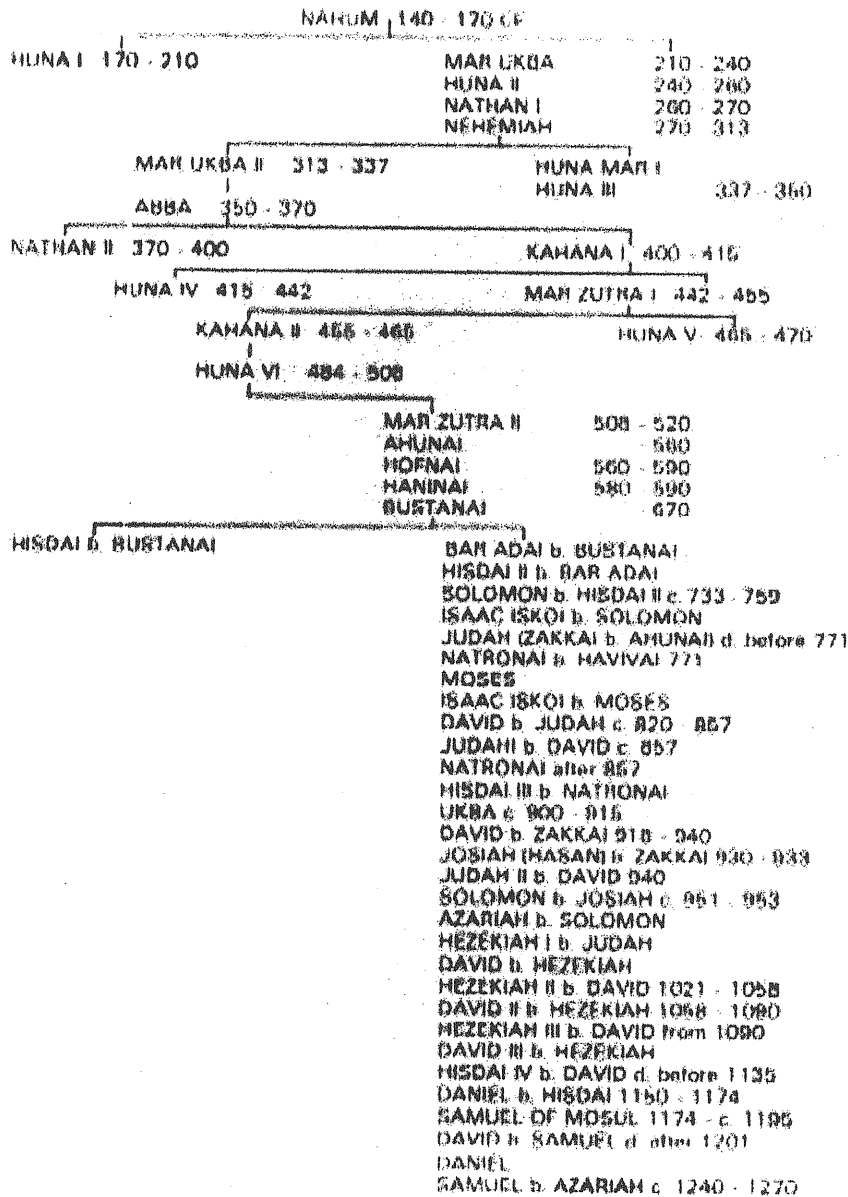 NAHUM 140 - 170 CE
HUNA I 170 - 210
MAR UKBA 210 - 240
HUNA II 240 - 260
NATHAN I 260 - 270
NEHEMIAH 270 - 313
MAR UKBA II 313 - 337
HUNA MAR I
HUNA III 337 - 350
ABBA 350 - 370
NATHAN II 370 - 400 KAHANA I 400 - 415
HUNA IV 415 - 442 MAR ZUTRA I 442 - 455
KAHANA II 455 - 465 HUNA V 465 - 470
HUNA VI 484 - 508
MAR ZUTRA II 508 - 520
AHUNAI - 560
HOFNAI 560 - 590
HANINAI 580 - 590
BUSTANAI - 670
HISDAI b. BUSTANAI
BAR ADAI b. BUSTANAI
HISDAI II b. BAR ADAI
SOLOMON b. HISDAI II c. 733 - 759
ISAAC ISKOI b. SOLOMON
JUDAH (ZAKKAI b. AHUNAI) d. before 771
NATRONAI b. HAVIVAI 771
MOSES
ISAAC ISKOI b. MOSES
DAVID b. JUDAH c. 820 - 857
JUDAHI b. DAVID c. 857
NATRONAI after 857
HISDAI III b. NATRONAI
UKBA c. 900 - 915
DAVID b. ZAKKAI 918 - 940
JOSIAH (HASAN) b. ZAKKAI 930 - 933
JUDAH II b. DAVID 940
SOLOMON b. JOSIAH c. 951 - 953
AZARIAH b. SOLOMON
HEZEKIAH I b. JUDAH
DAVID b. HEZEKIAH
HEZEKIAH II b. DAVID 1021 - 1058
DAVID II b. HEZEKIAH 1058 - 1090
HEZEKIAH III b. DAVID from 1090
DAVID III b. HEZEKIAH
HISDAI IV b. DAVID d. before 1135
DANIEL b. HISDAI 1150 - 1174
SAMUEL OF MOSUL 1174 - c. 1195
DAVID b. SAMUEL d. after 1201
DANIEL
SAMUEL b. AZARIAH c. 1240 - 1270